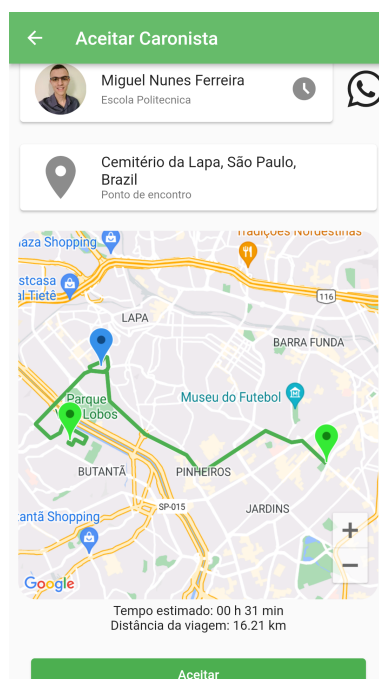 Aceitar Caronista
Miguel Nunes Ferreira
Escola Politecnica
Cemitério da Lapa, São Paulo,
Brazil
Ponto de encontro
Tradições Nordestinas
aza Shopping
stcasa
al Tietê
116
LAPA
BARRA FUNDA
Museu do Futebol
Parque
Lobos
BUTANTÃ
PINHEIROS
SP-015
JARDINS
tantã Shopping
+
−
Google
Tempo estimado: 00 h 31 min
Distância da viagem: 16.21 km
Aceitar